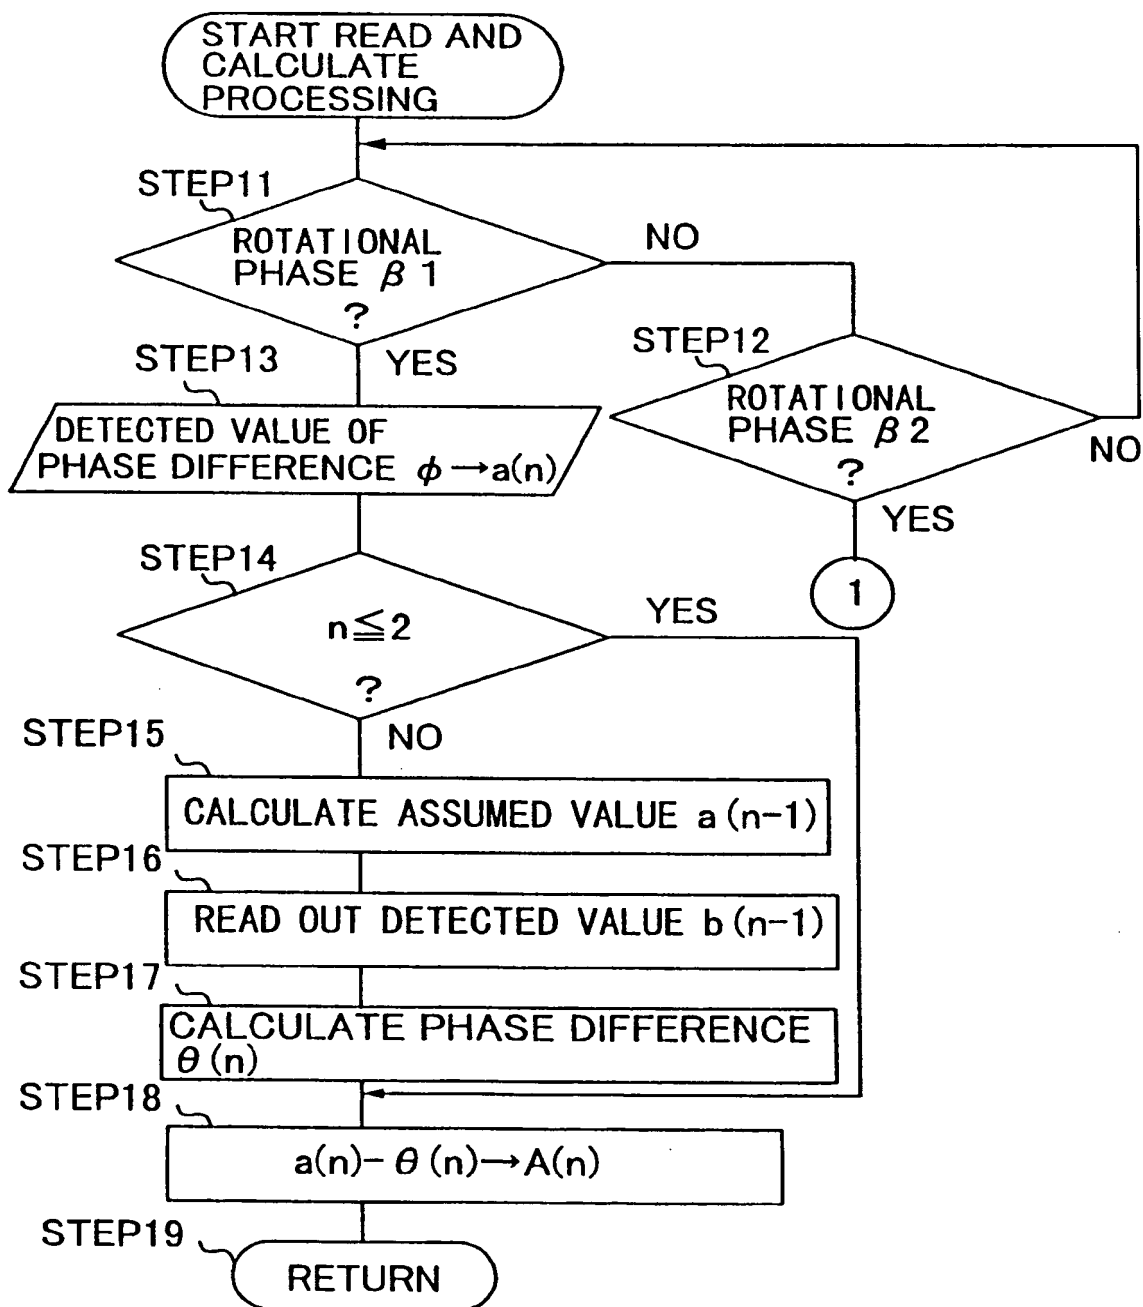 START READ AND
CALCULATE
PROCESSING
STEP11
ROTATIONAL
PHASE β1
?
NO
YES
STEP12
ROTATIONAL
PHASE β2
?
NO
YES
1
STEP13
DETECTED VALUE OF
PHASE DIFFERENCE φ→a(n)
STEP14
n≦2
?
YES
NO
STEP15
CALCULATE ASSUMED VALUE a(n-1)
STEP16
READ OUT DETECTED VALUE b(n-1)
STEP17
CALCULATE PHASE DIFFERENCE
θ(n)
STEP18
a(n)-θ(n)→A(n)
STEP19
RETURN